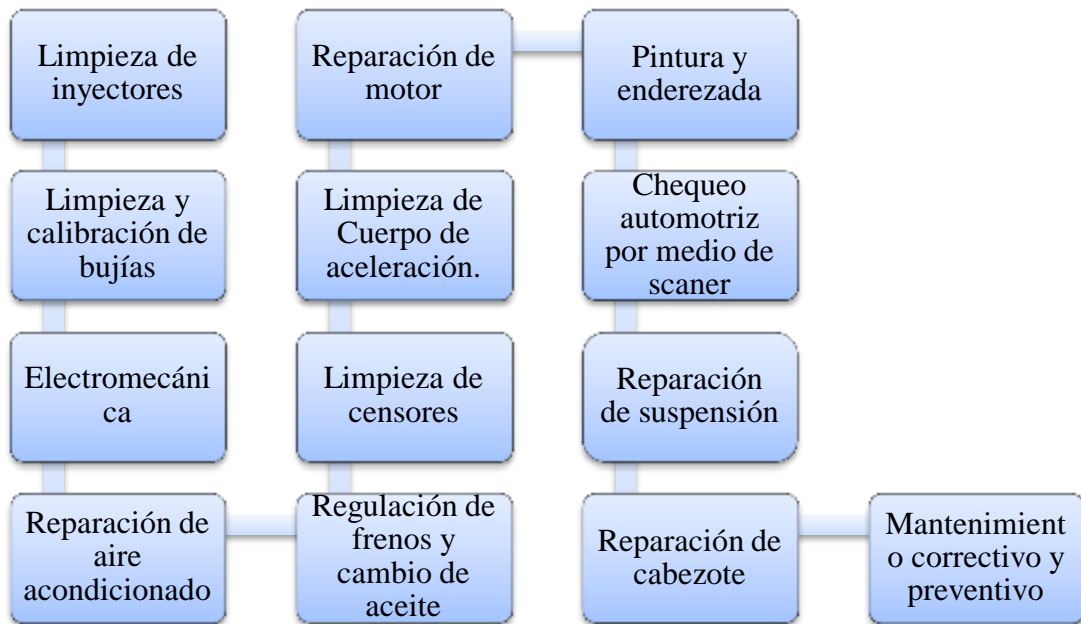 Limpieza de
inyectores
Limpieza y
calibración de
bujías
Electromecáni
ca
Reparación de
aire
acondicionado
Regulación de
frenos y
cambio de
aceite
Limpieza de
censores
Limpieza de
Cuerpo de
aceleración.
Reparación de
motor
Pintura y
enderezada
Chequeo
automotriz
por medio de
scaner
Reparación
de suspensión
Reparación de
cabezote
Mantenimient
o correctivo y
preventivo